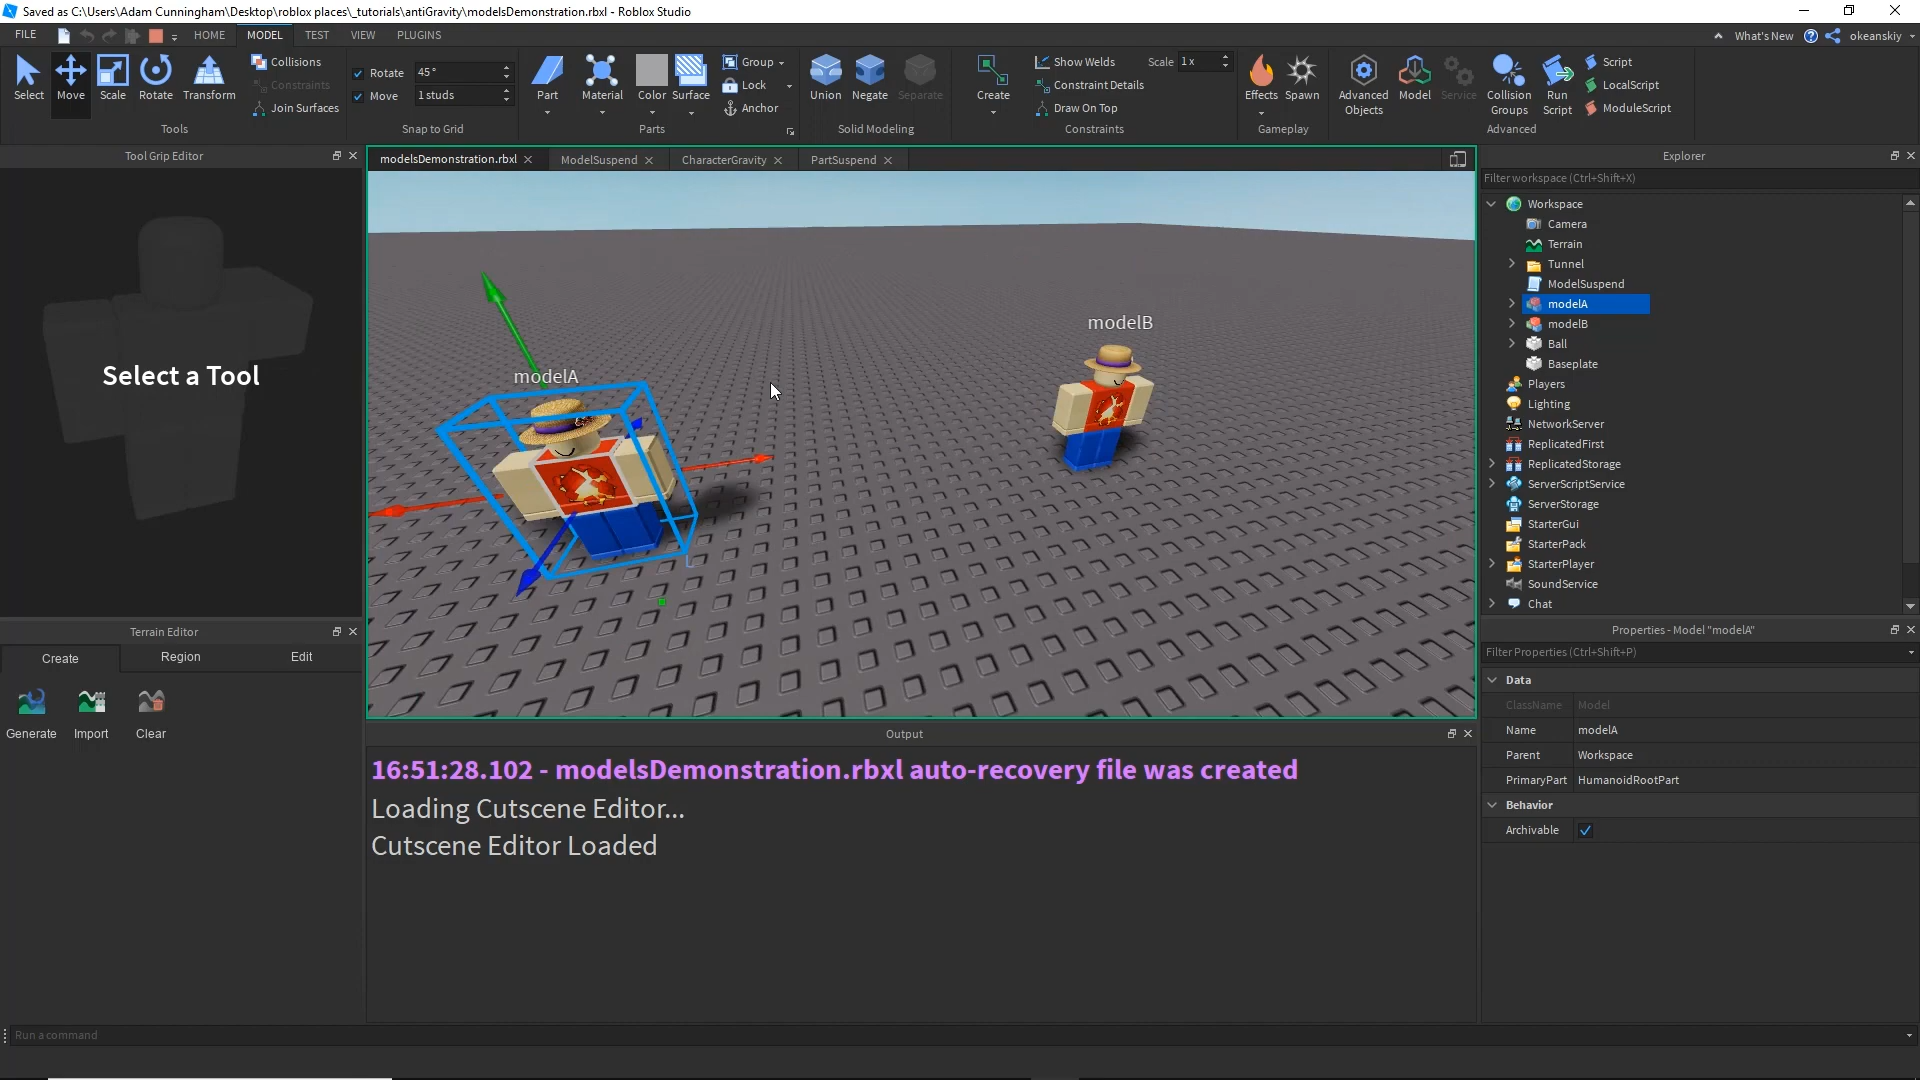 Saved as C:\Users\Adam Cunningham\Desktop\roblox places\_tutorials\antiGravity\modelsDemonstration.rbxl - Roblox Studio
FILE HOME MODEL TEST VIEW PLUGINS What's New okeanskiy
Select Move Scale Rotate Transform
Collisions
Constraints
Join Surfaces
Tools
Rotate 45°
Move 1 studs
Snap to Grid
Part Material Color Surface
Group
Lock
Anchor
Parts
Union Negate Separate
Solid Modeling
Create
Show Welds Scale 1x
Constraint Details
Draw On Top
Constraints
Effects Spawn
Gameplay
Advanced Objects Model Service Collision Groups Run Script
Script
LocalScript
ModuleScript
Advanced
Tool Grip Editor
Select a Tool
Terrain Editor
Create Region Edit
Generate Import Clear
modelsDemonstration.rbxl ModelSuspend CharacterGravity PartSuspend
modelA
modelB
L
Output
16:51:28.102 - modelsDemonstration.rbxl auto-recovery file was created
Loading Cutscene Editor...
Cutscene Editor Loaded
Explorer
Filter workspace (Ctrl+Shift+X)
Workspace
Camera
Terrain
Tunnel
ModelSuspend
modelA
modelB
Ball
Baseplate
Players
Lighting
NetworkServer
ReplicatedFirst
ReplicatedStorage
ServerScriptService
ServerStorage
StarterGui
StarterPack
StarterPlayer
SoundService
Chat
Properties - Model "modelA"
Filter Properties (Ctrl+Shift+P)
Data
ClassName Model
Name modelA
Parent Workspace
PrimaryPart HumanoidRootPart
Behavior
Archivable
Run a command